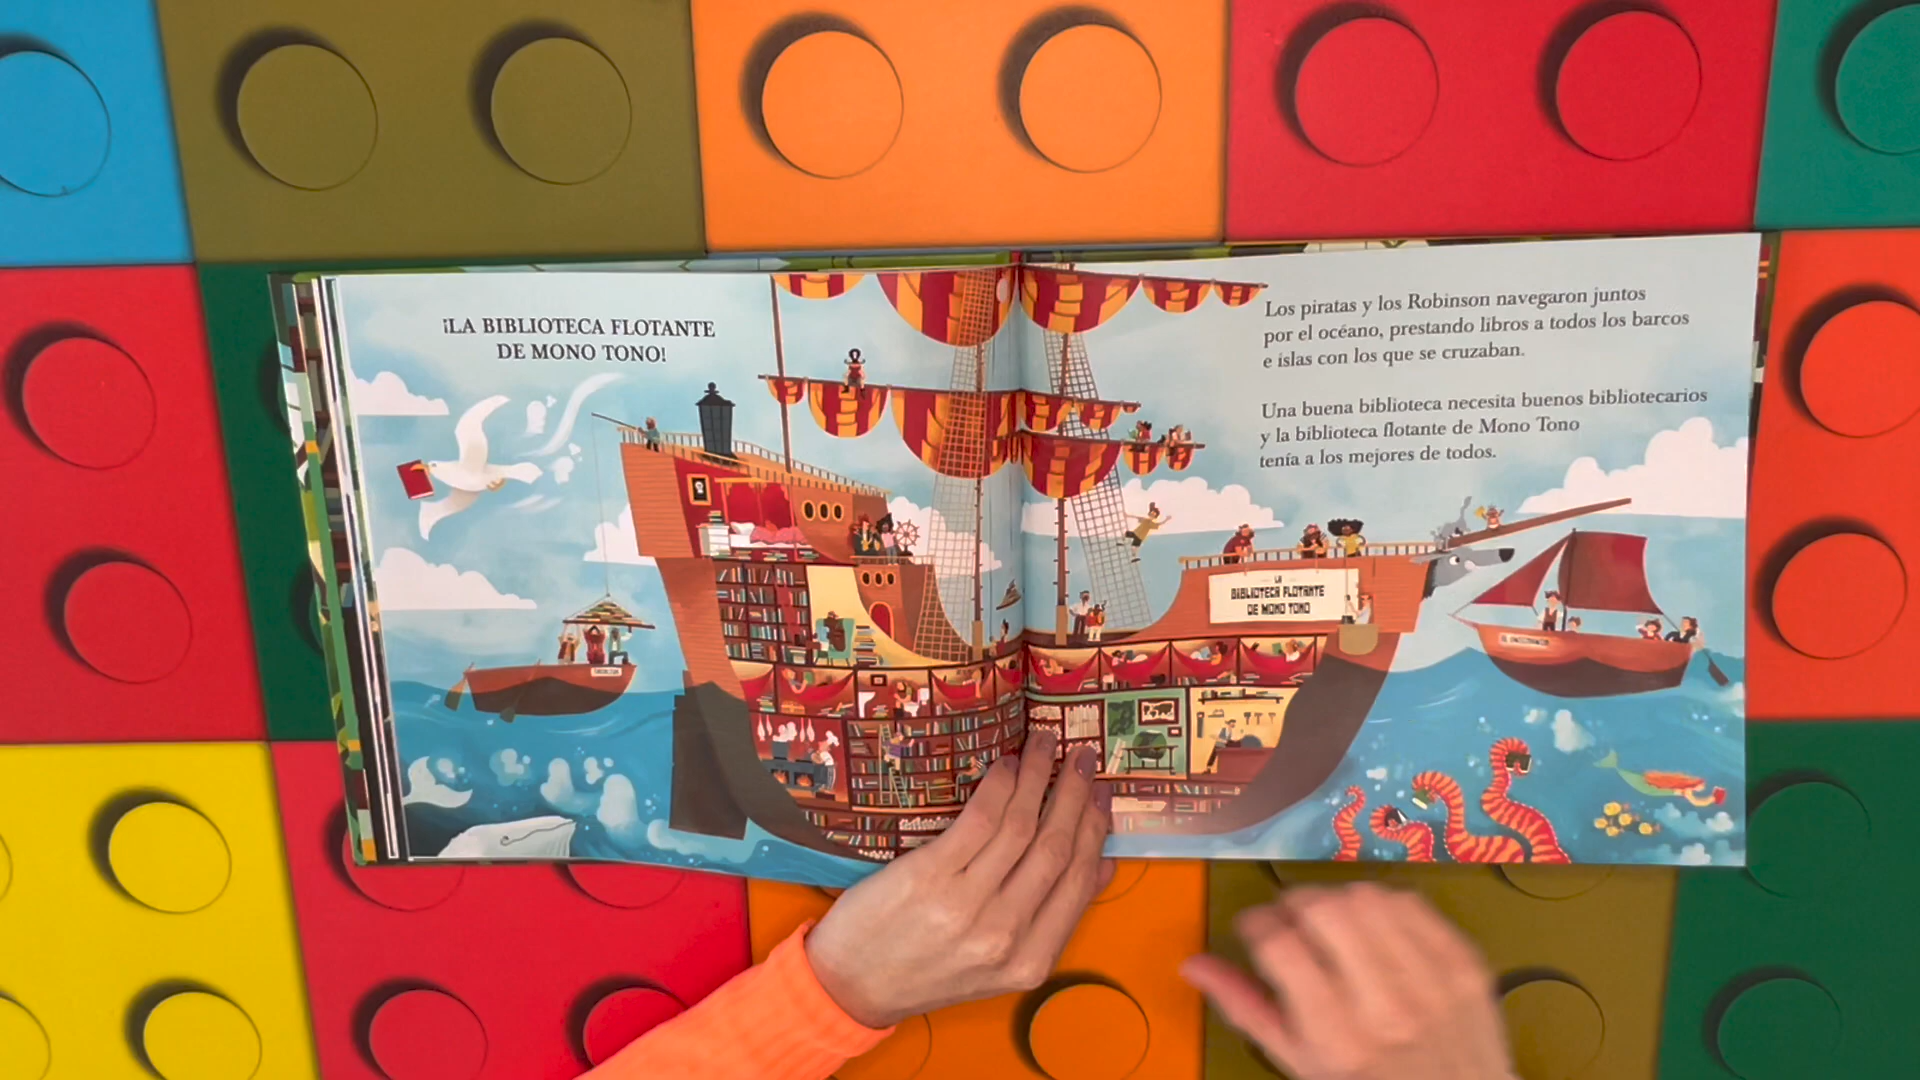 ¡LA BIBLIOTECA FLOTANTE
DE MONO TONO!
Los piratas y los Robinson navegaron juntos
por el océano, prestando libros a todos los barcos
e islas con los que se cruzaban.
Una buena biblioteca necesita buenos bibliotecarios
y la biblioteca flotante de Mono Tono
tenía a los mejores de todos.
LA
BIBLIOTECA FLOTANTE
DE MONO TONO